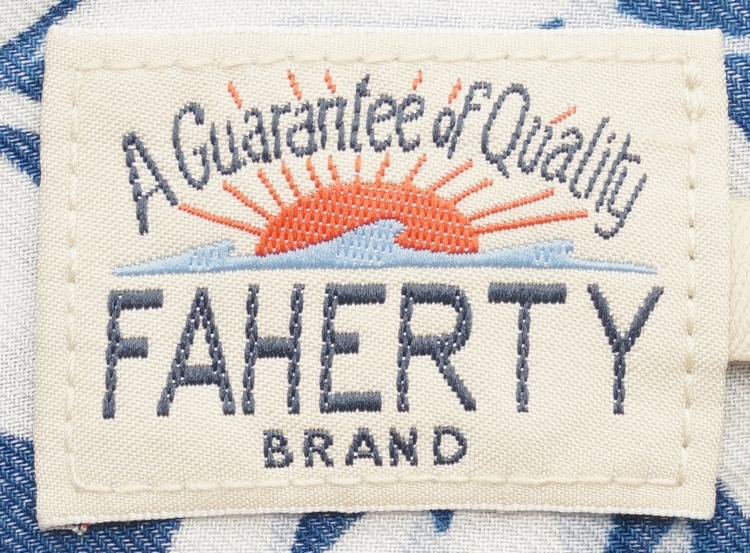 A Guarantee of Quality
FAHERTY
BRAND